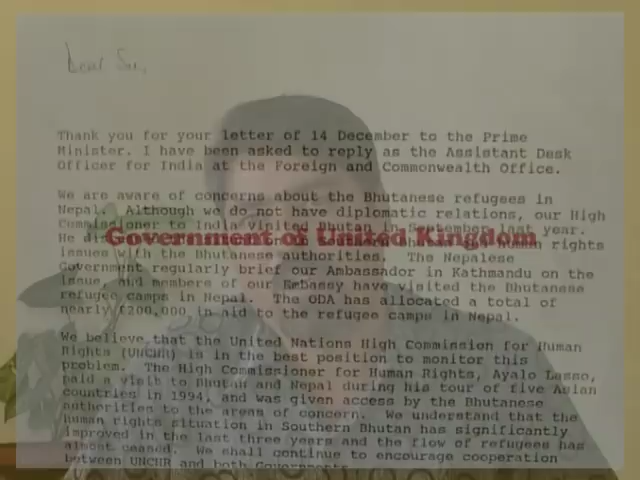 Dear Sir,
Thank you for your letter of 14 December to the Prime
Minister. I have been asked to reply as the Assistant Desk
Officer for India at the Foreign and Commonwealth Office.
We are aware of concerns about the Bhutanese refugees in
Nepal. Although we do not have diplomatic relations, our High
Commissioner to India visited Bhutan in September last year.
Government of United Kingdom
He rights
issues with the Bhutanese authorities. The Nepalese
Government regularly brief our Ambassador in Kathmandu on the
issue and members of our Embassy have visited the Bhutanese
refugee camps in Nepal. The ODA has allocated a total of
nearly £200,000 in aid to the refugee camps in Nepal.
We believe that the United Nations High Commission for Human
Rights (UNCHR) is in the best position to monitor this
problem. The High Commissioner for Human Rights, Ayalo Lasso,
paid a visit to Bhutan and Nepal during his tour of five Asian
countries in 1994, and was given access by the Bhutanese
authorities to the areas of concern. We understand that the
human rights situation in Southern Bhutan has significantly
improved in the last three years and the flow of refugees has
almost ceased. We shall continue to encourage cooperation
between UNCHR and both Governments